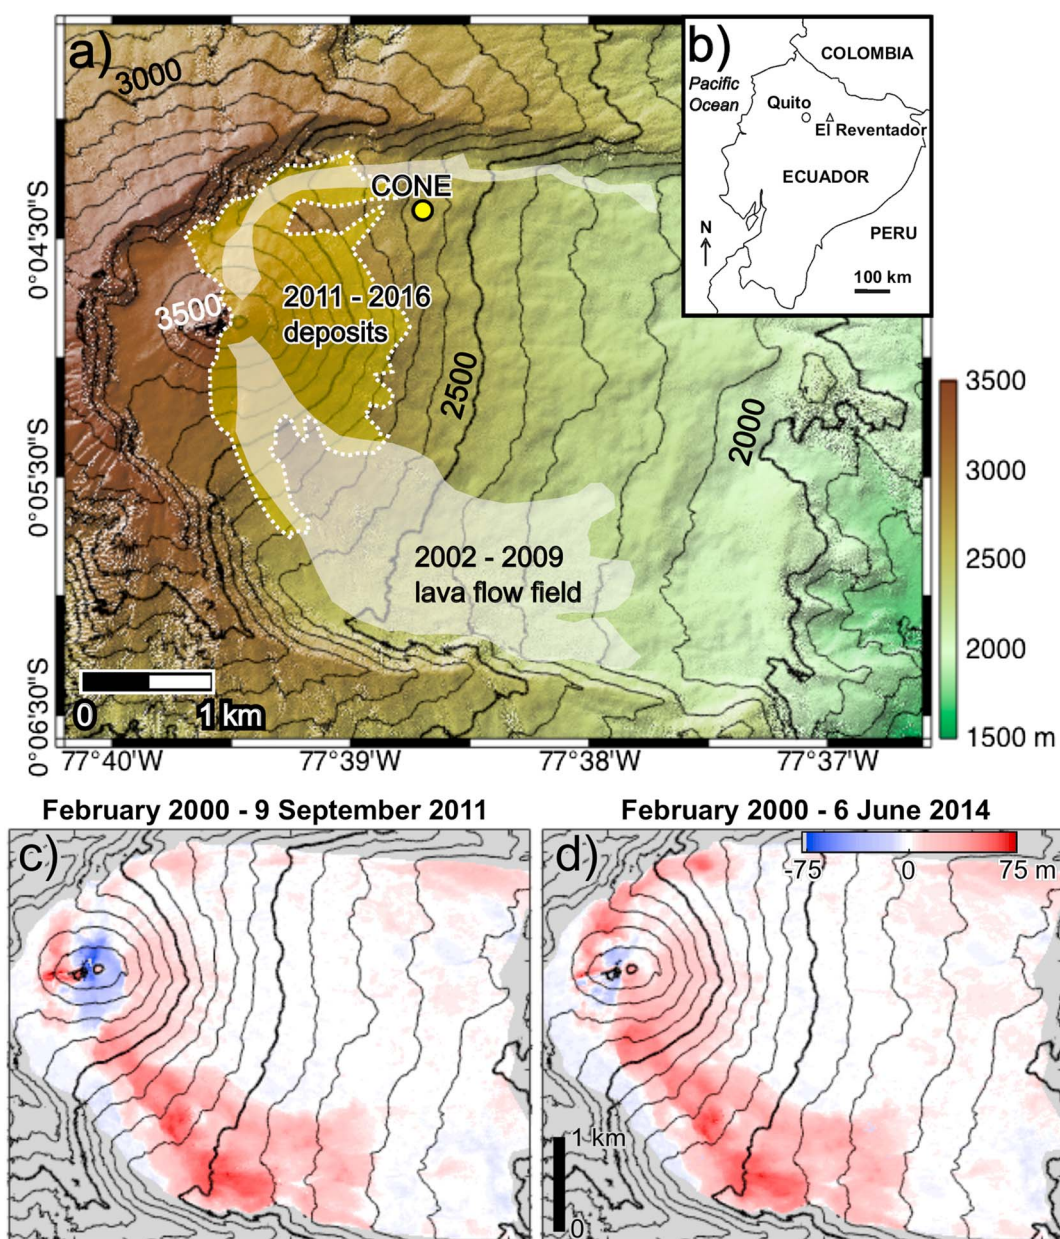 a)
3000
CONE
3500
2011 - 2016
deposits
2500
2000
2002 - 2009
lava flow field
0
1 km
0°04'30"S
0°05'30"S
0°06'30"S
77°40'W
77°39'W
77°38'W
77°37'W
b)
COLOMBIA
Pacific
Ocean
Quito
El Reventador
ECUADOR
N
PERU
100 km
3500
3000
2500
2000
1500 m
February 2000 - 9 September 2011
c)
February 2000 - 6 June 2014
d)
-75
0
75 m
1 km
0